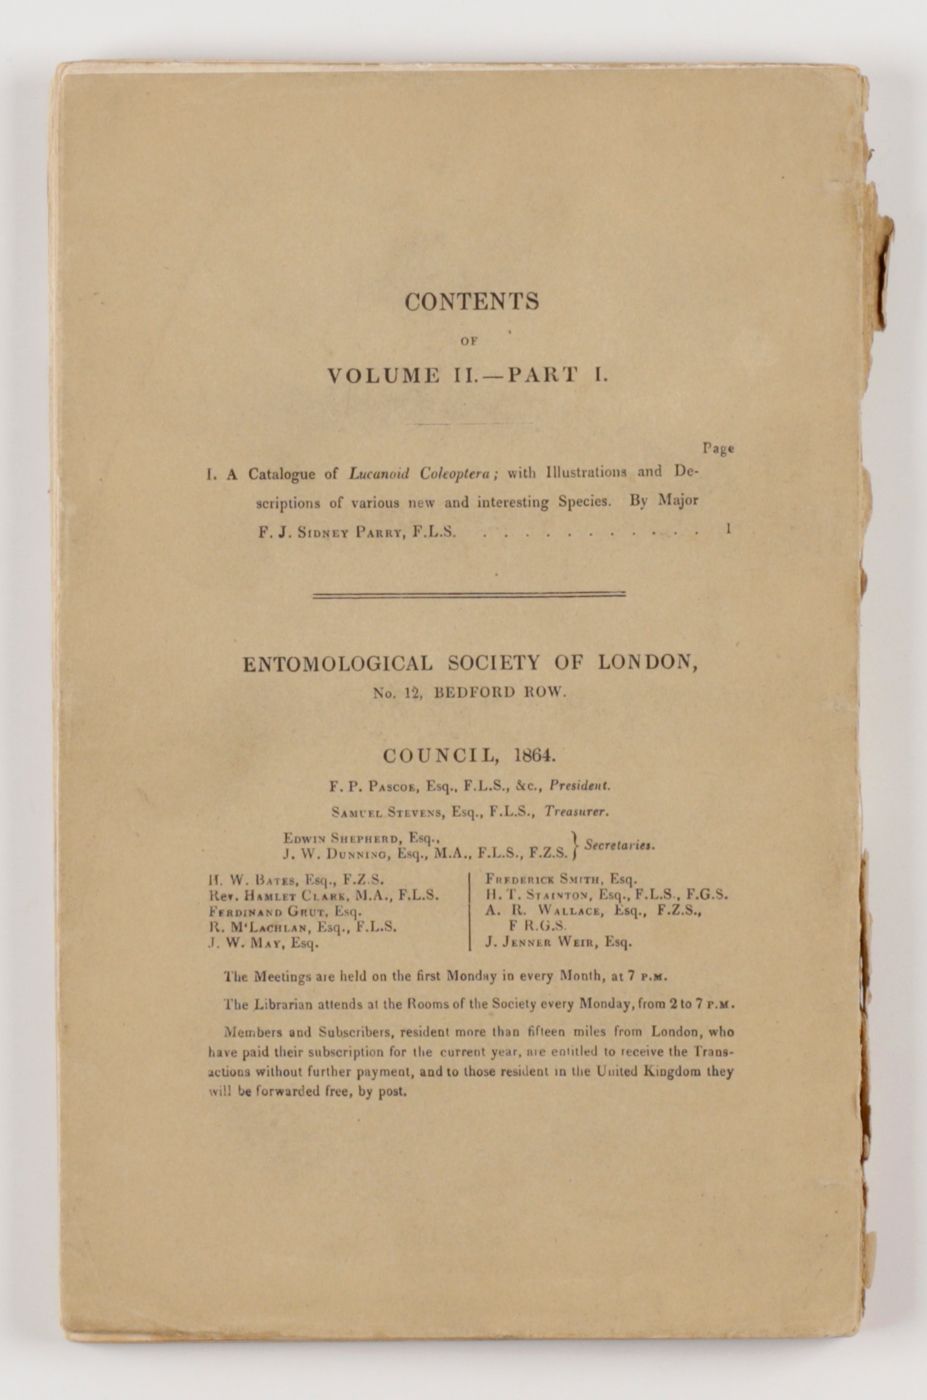 CONTENTS
OF
VOLUME II.—PART I.
Page
I. A Catalogue of Lucanoid Coleoptera; with Illustrations and De-
scriptions of various new and interesting Species. By Major
F. J. SIDNEY PARRY, F.L.S. . . . . . . . . . . . . 1
ENTOMOLOGICAL SOCIETY OF LONDON,
No. 12, BEDFORD ROW.
COUNCIL, 1864.
F. P. PASCOE, Esq., F.L.S., &c., President.
SAMUEL STEVENS, Esq., F.L.S., Treasurer.
EDWIN SHEPHERD, Esq.,
J. W. DUNNING, Esq., M.A., F.L.S., F.Z.S. } Secretaries.
H. W. BATES, Esq., F.Z.S.
Rev. HAMLET CLARK, M.A., F.L.S.
FERDINAND GRUT, Esq.
R. M'LACHLAN, Esq., F.L.S.
J. W. MAY, Esq.
FREDERICK SMITH, Esq.
H. T. STAINTON, Esq., F.L.S., F.G.S.
A. R. WALLACE, Esq., F.Z.S.,
F R.G.S.
J. JENNER WEIR, Esq.
The Meetings are held on the first Monday in every Month, at 7 P.M.
The Librarian attends at the Rooms of the Society every Monday, from 2 to 7 P.M.
Members and Subscribers, resident more than fifteen miles from London, who
have paid their subscription for the current year, are entitled to receive the Trans-
actions without further payment, and to those resident in the United Kingdom they
will be forwarded free, by post.